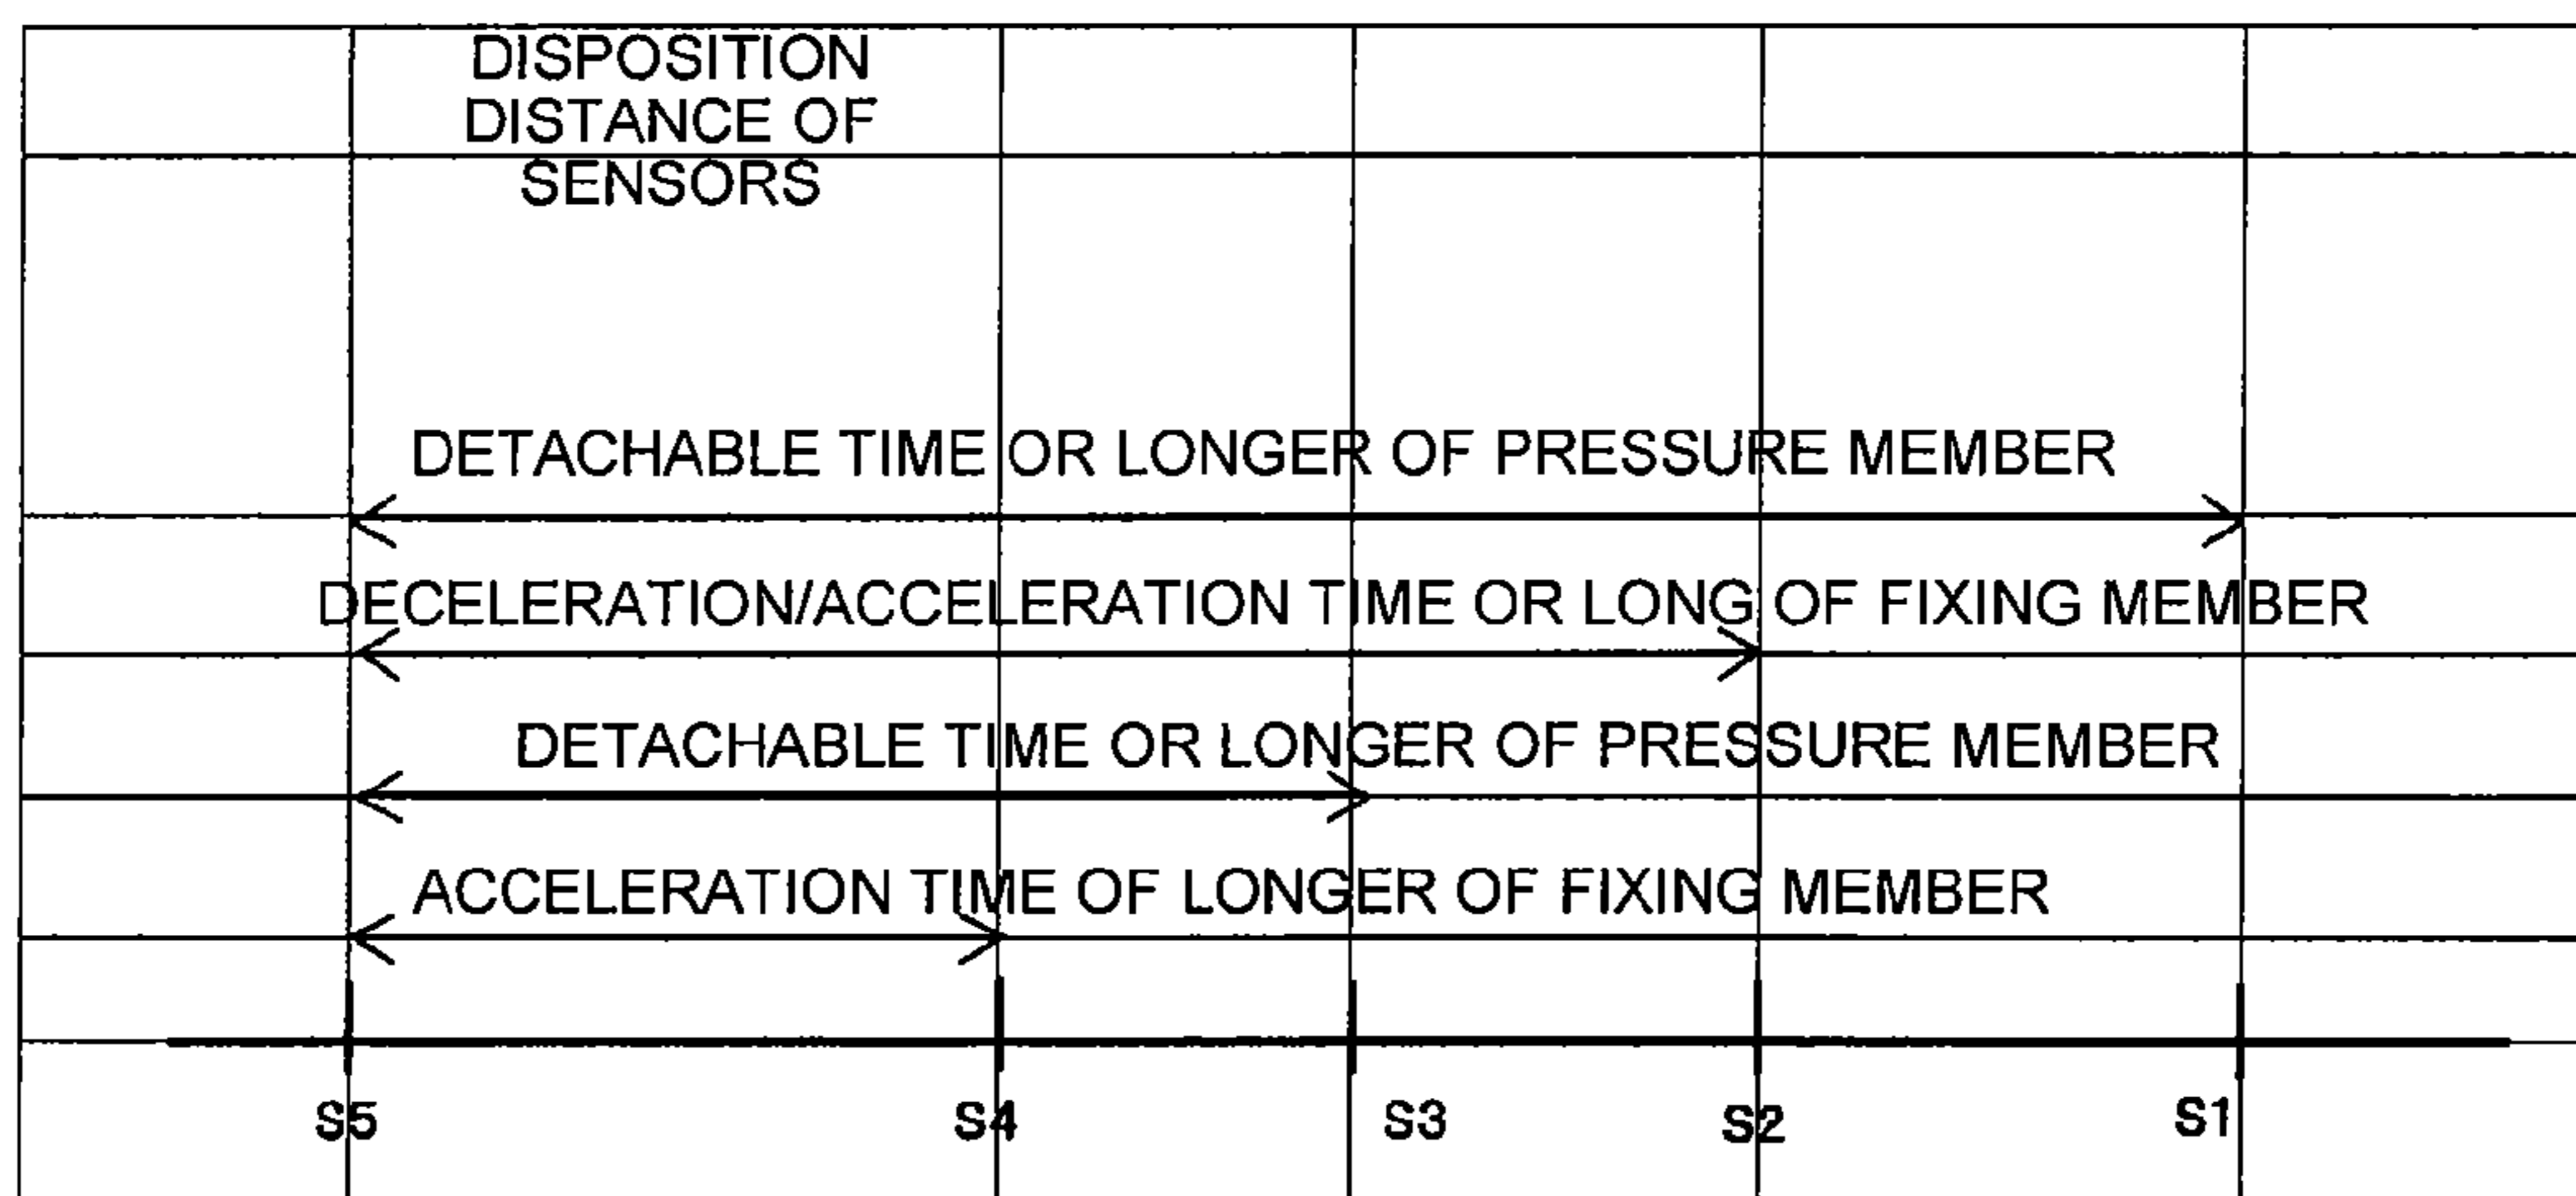 DISPOSITION
DISTANCE OF
SENSORS
DETACHABLE TIME OR LONGER OF PRESSURE MEMBER
DECELERATION/ACCELERATION TIME OR LONG OF FIXING MEMBER
DETACHABLE TIME OR LONGER OF PRESSURE MEMBER
ACCELERATION TIME OF LONGER OF FIXING MEMBER
S5 S4 S3 S2 S1